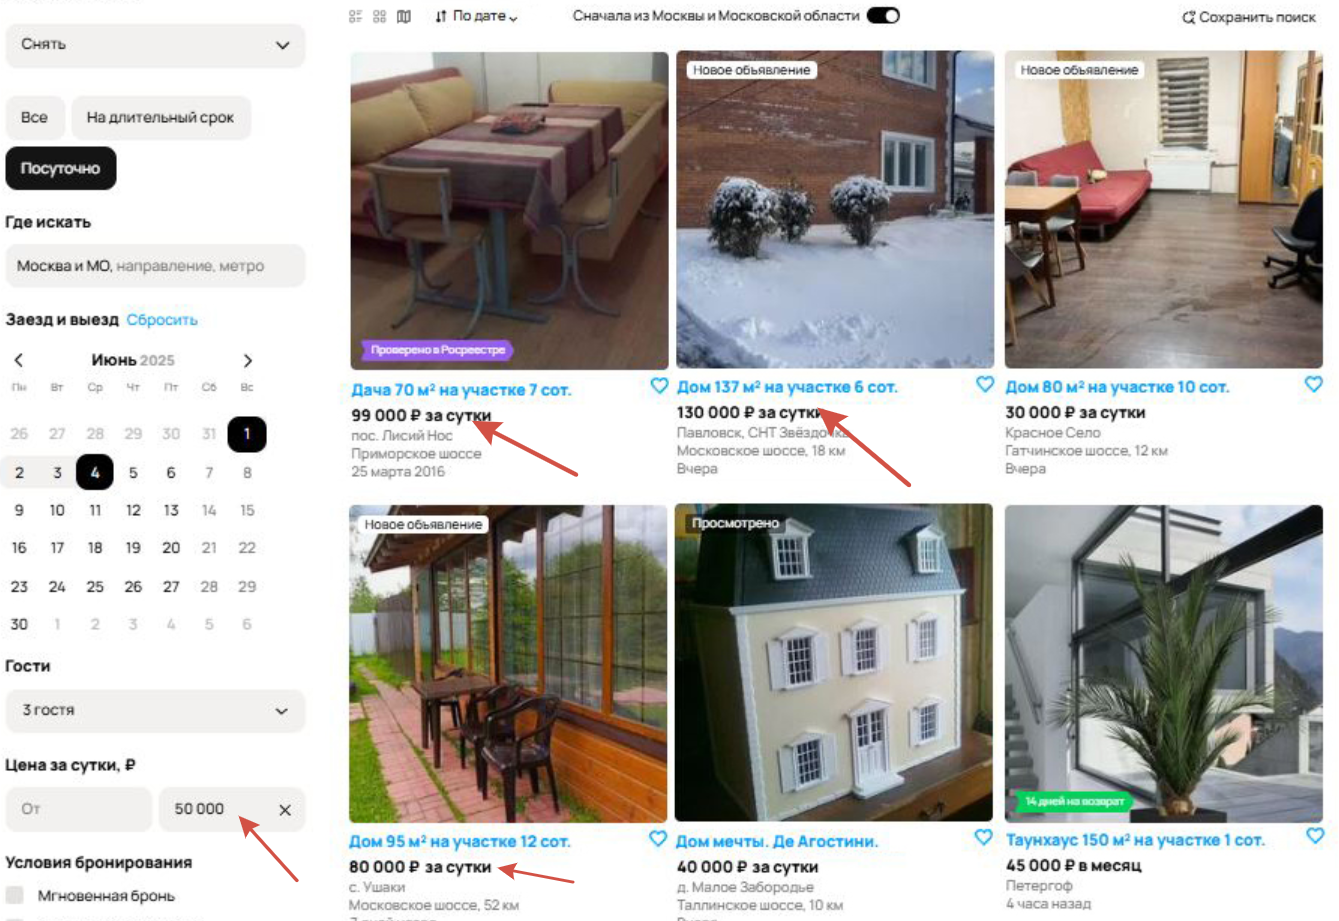 Снять
Все
На длительный срок
Посуточно
Где искать
Москва и МО, направление, метро
Заезд и выезд Сбросить
Июнь 2025
Пн Вт Ср Чт Пт Сб Вс
26 27 28 29 30 31 1
2 3 4 5 6 7 8
9 10 11 12 13 14 15
16 17 18 19 20 21 22
23 24 25 26 27 28 29
30 1 2 3 4 5 6
Гости
3 гостя
Цена за сутки, ₽
От
50 000
Условия бронирования
Мгновенная бронь
По дате
Сначала из Москвы и Московской области
Сохранить поиск
Проверено в Росреестре
Дача 70 м² на участке 7 сот.
99 000 ₽ за сутки
пос. Лисий Нос
Приморское шоссе
25 марта 2016
Новое объявление
Дом 137 м² на участке 6 сот.
130 000 ₽ за сутки
Павловск, СНТ Звёздочка
Московское шоссе, 18 км
Вчера
Новое объявление
Дом 80 м² на участке 10 сот.
30 000 ₽ за сутки
Красное Село
Гатчинское шоссе, 12 км
Вчера
Новое объявление
Дом 95 м² на участке 12 сот.
80 000 ₽ за сутки
с. Ушаки
Московское шоссе, 52 км
Просмотрено
Дом мечты. Де Агостини.
40 000 ₽ за сутки
д. Малое Забородье
Таллинское шоссе, 10 км
14 дней на возврат
Таунхаус 150 м² на участке 1 сот.
45 000 ₽ в месяц
Петергоф
4 часа назад